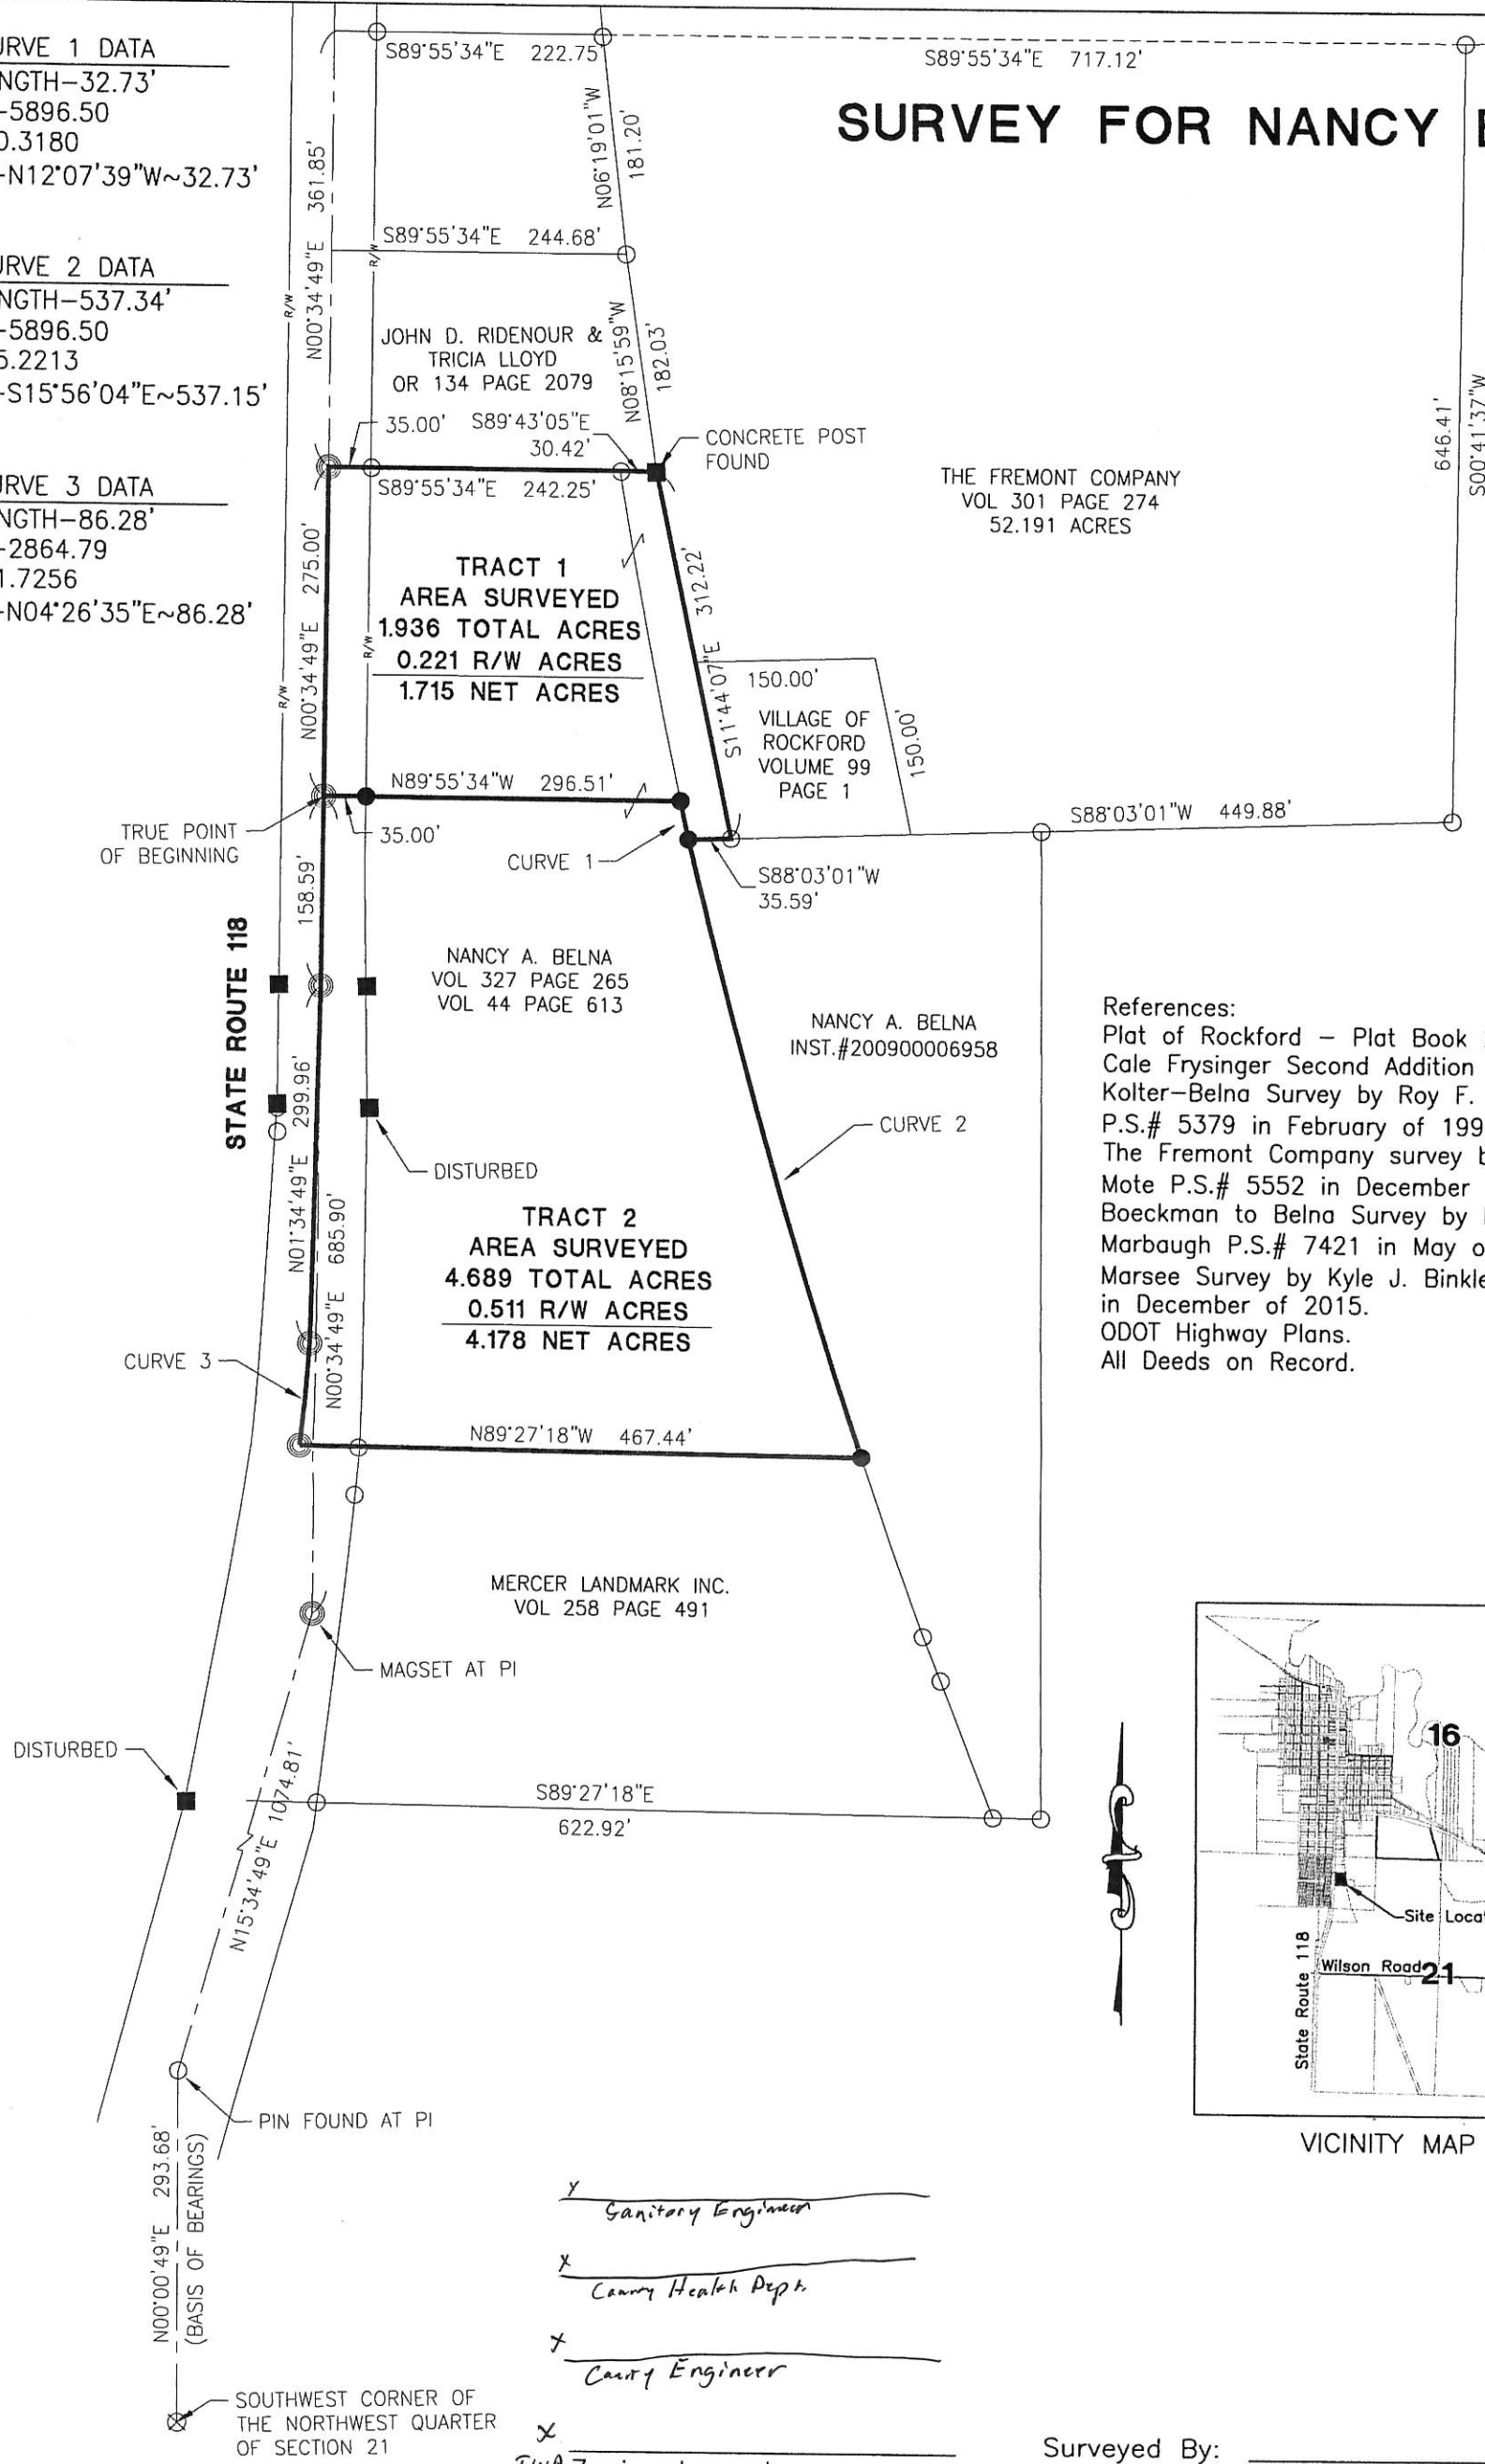 URVE 1 DATA
NGTH-32.73'
-5896.50
0.3180
-N12°07'39"W~32.73'
URVE 2 DATA
NGTH-537.34'
-5896.50
5.2213
-S15°56'04"E~537.15'
URVE 3 DATA
NGTH-86.28'
-2864.79
1.7256
-N04°26'35"E~86.28'
S89°55'34"E 222.75'
S89°55'34"E 717.12'
SURVEY FOR NANCY
N00°34'49"E 361.85'
N06°19'01"W
181.20'
S89°55'34"E 244.68'
R/W
R/W
JOHN D. RIDENOUR &
TRICIA LLOYD
OR 134 PAGE 2079
N08°15'59"W
182.03'
35.00'
S89°43'05"E
30.42'
CONCRETE POST
FOUND
S89°55'34"E 242.25'
THE FREMONT COMPANY
VOL 301 PAGE 274
52.191 ACRES
646.41'
S00°41'37"W
N00°34'49"E 275.00'
TRACT 1
AREA SURVEYED
1.936 TOTAL ACRES
0.221 R/W ACRES
1.715 NET ACRES
R/W
R/W
S11°44'07"E 312.22'
150.00'
VILLAGE OF
ROCKFORD
VOLUME 99
PAGE 1
150.00'
N89°55'34"W 296.51'
TRUE POINT
OF BEGINNING
35.00'
CURVE 1
S88°03'01"W
35.59'
S88°03'01"W 449.88'
158.59'
STATE ROUTE 118
NANCY A. BELNA
VOL 327 PAGE 265
VOL 44 PAGE 613
NANCY A. BELNA
INST.#200900006958
CURVE 2
References:
Plat of Rockford – Plat Book
Cale Frysinger Second Addition
Kolter-Belna Survey by Roy F.
P.S.# 5379 in February of 199
The Fremont Company survey b
Mote P.S.# 5552 in December
Boeckman to Belna Survey by
Marbaugh P.S.# 7421 in May o
Marsee Survey by Kyle J. Binkle
in December of 2015.
ODOT Highway Plans.
All Deeds on Record.
N01°34'49"E 299.96'
DISTURBED
N00°34'49"E 685.90'
TRACT 2
AREA SURVEYED
4.689 TOTAL ACRES
0.511 R/W ACRES
4.178 NET ACRES
CURVE 3
N89°27'18"W 467.44'
MERCER LANDMARK INC.
VOL 258 PAGE 491
MAGSET AT PI
DISTURBED
N15°34'49"E 1074.81'
S89°27'18"E
622.92'
16
Site Loca
State Route 118
Wilson Road
21
VICINITY MAP
PIN FOUND AT PI
N00°00'49"E 293.68'
(BASIS OF BEARINGS)
Y
Sanitary Engineer
X
County Health Dept.
X
County Engineer
SOUTHWEST CORNER OF
THE NORTHWEST QUARTER
OF SECTION 21
X
Surveyed By: